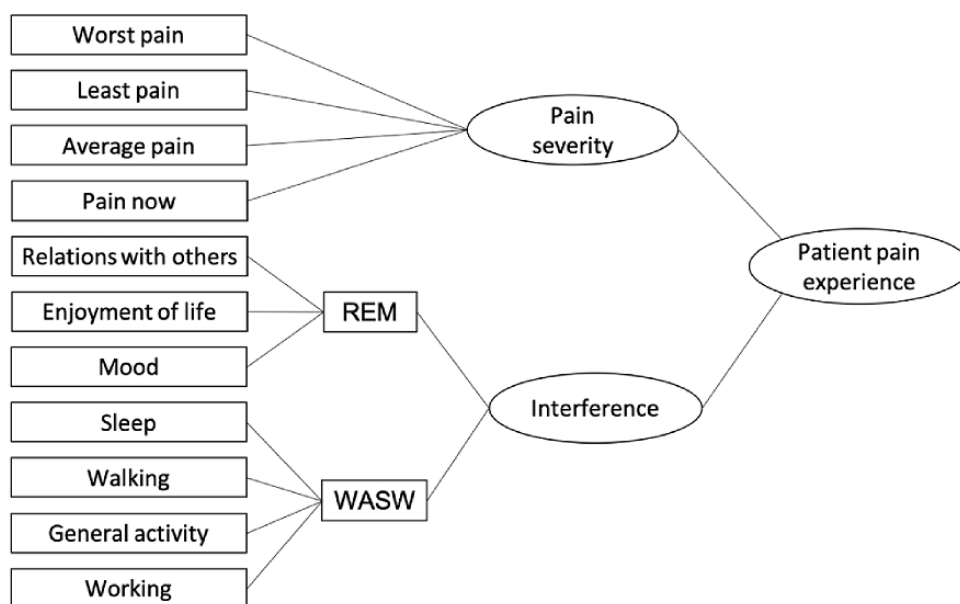 Worst pain
Least pain
Average pain
Pain now
Relations with others
Enjoyment of life
Mood
Sleep
Walking
General activity
Working
REM
WASW
Pain
severity
Interference
Patient pain
experience